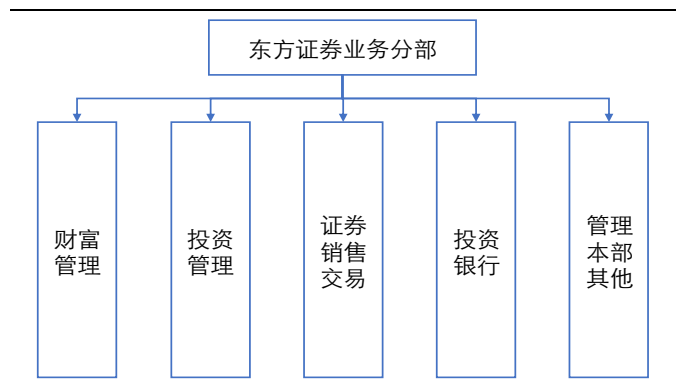 东方证券业务分部
财富
管理
投资
管理
证券
销售
交易
投资
银行
管理
本部
其他